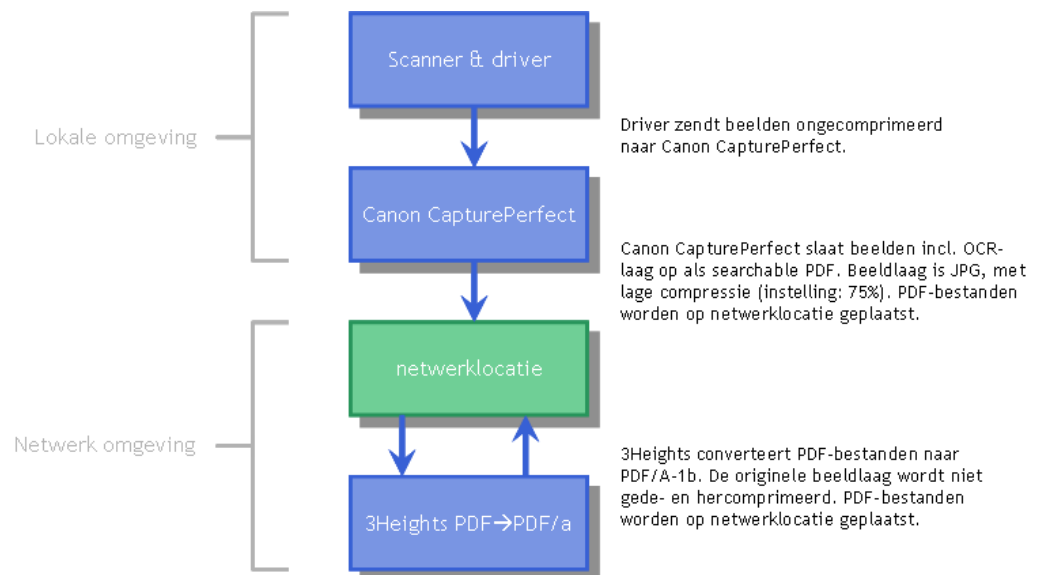 Scanner & driver
Lokale omgeving
Driver zendt beelden ongecomprimeerd
naar Canon CapturePerfect.
Canon CapturePerfect
Canon CapturePerfect slaat beelden incl. OCR-
laag op als searchable PDF. Beeldlaag is JPG, met
lage compressie (instelling: 75%). PDF-bestanden
worden op netwerklocatie geplaatst.
netwerklocatie
Netwerk omgeving
3Heights converteert PDF-bestanden naar
PDF/A-1b. De originele beeldlaag wordt niet
gede- en hercomprimeerd. PDF-bestanden
worden op netwerklocatie geplaatst.
3Heights PDF→PDF/a